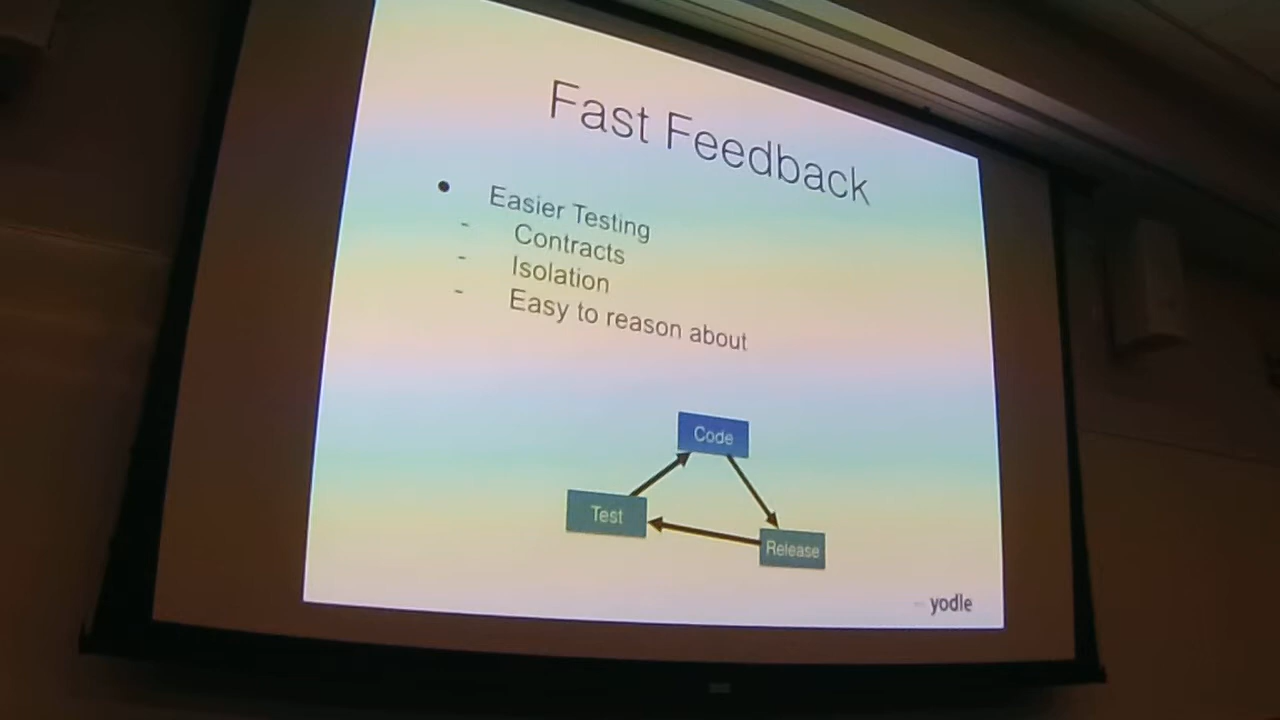 Fast Feedback
• Easier Testing
- Contracts
- Isolation
- Easy to reason about
Code
Test
Release
yodle